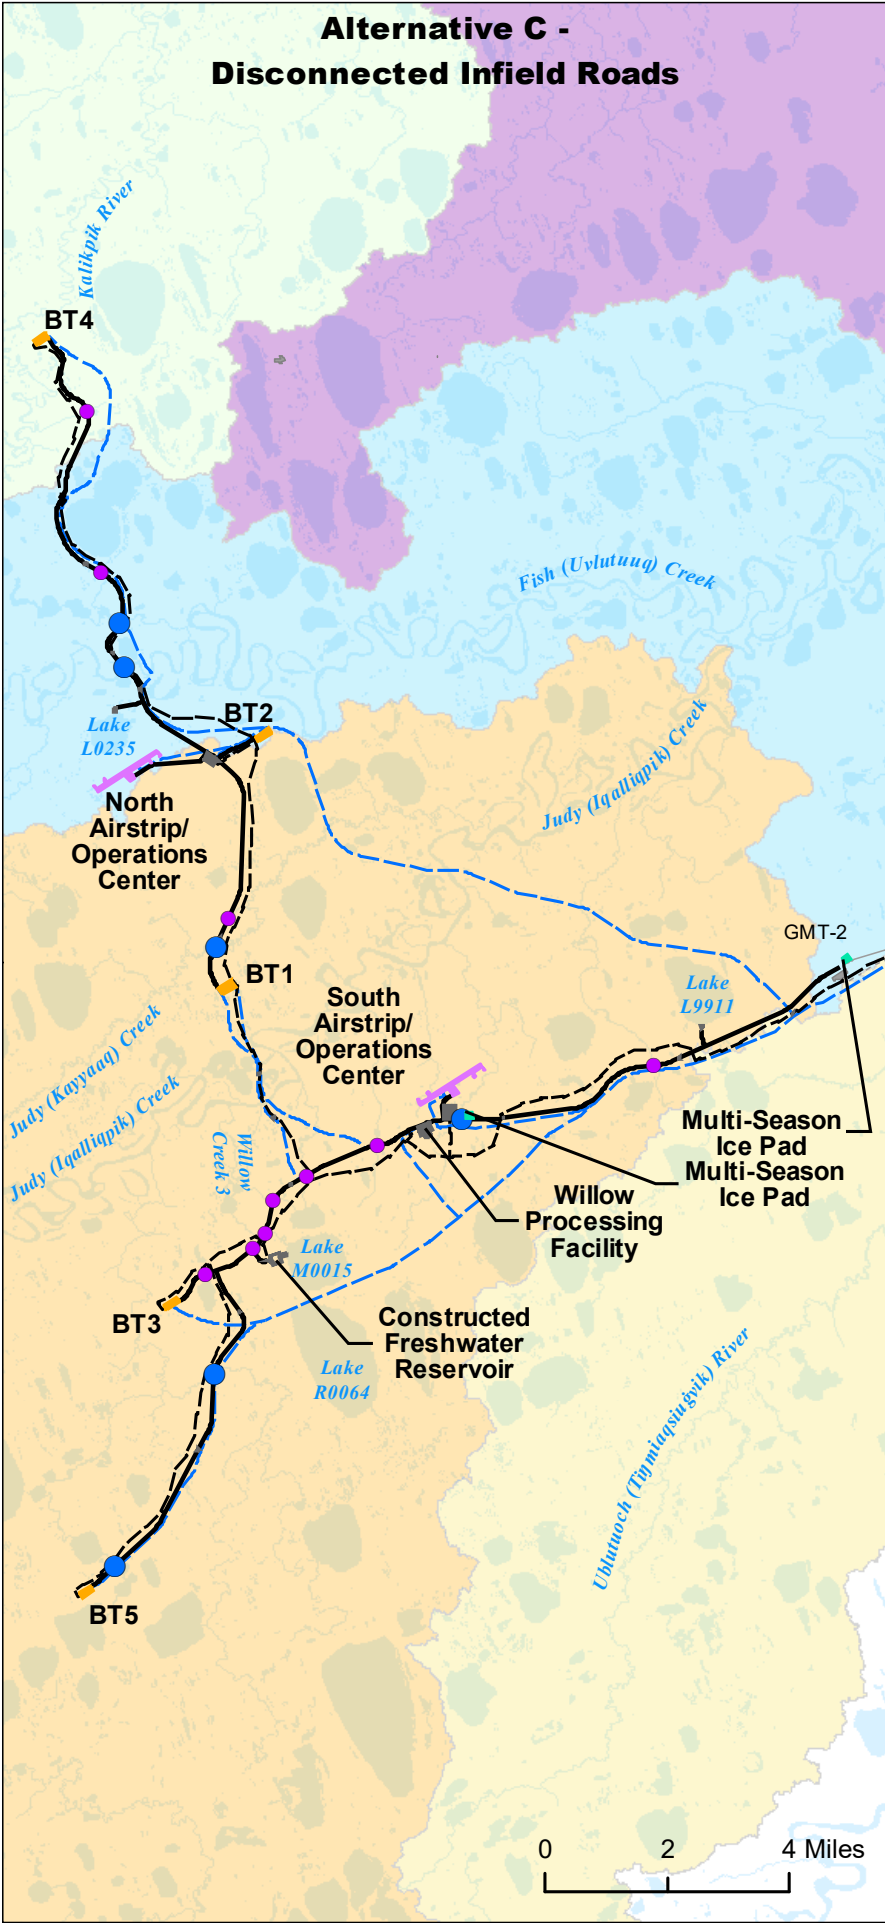 Alternative C -
Disconnected Infield Roads
Kalikpik River
BT4
Fish (Uvlutuuq) Creek
BT2
Lake
L0235
Judy (Iqalliqpik) Creek
North
Airstrip/
Operations
Center
GMT-2
BT1
South
Airstrip/
Operations
Center
Lake
L9911
Judy (Kayyaaq) Creek
Judy (Iqalliqpik) Creek
Willow
Creek 3
Multi-Season
Ice Pad
Multi-Season
Ice Pad
Willow
Processing
Facility
Lake
M0015
BT3
Constructed
Freshwater
Reservoir
Lake
R0064
Ublutuoch (Tiŋmiaqsiuġvik) River
BT5
0 2 4 Miles